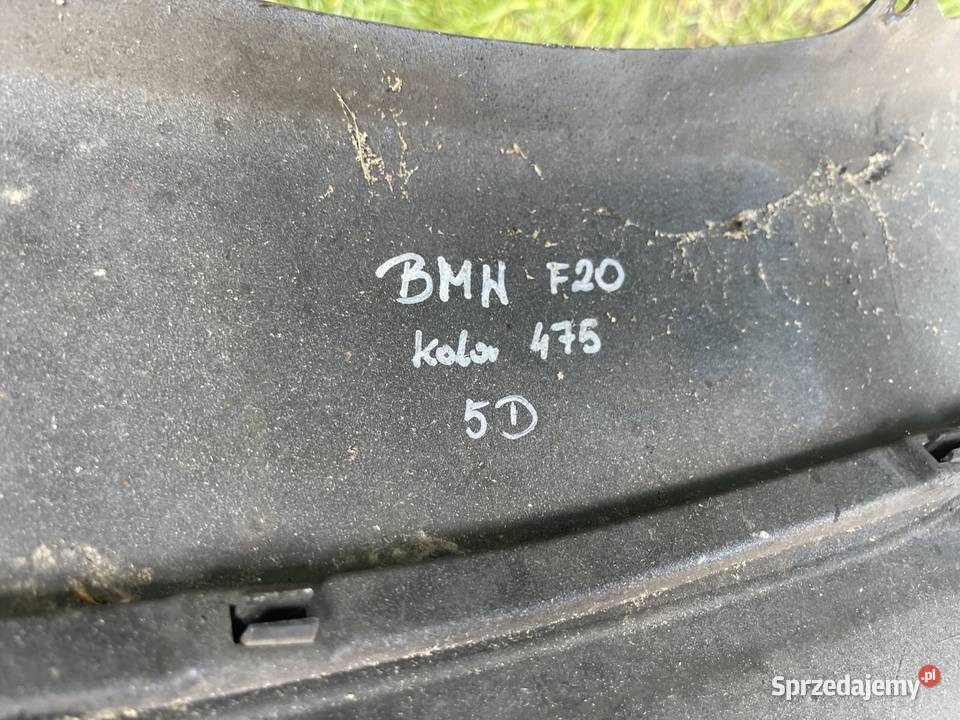 BMW F20
kolor 475
5D
Sprzedajemy.pl